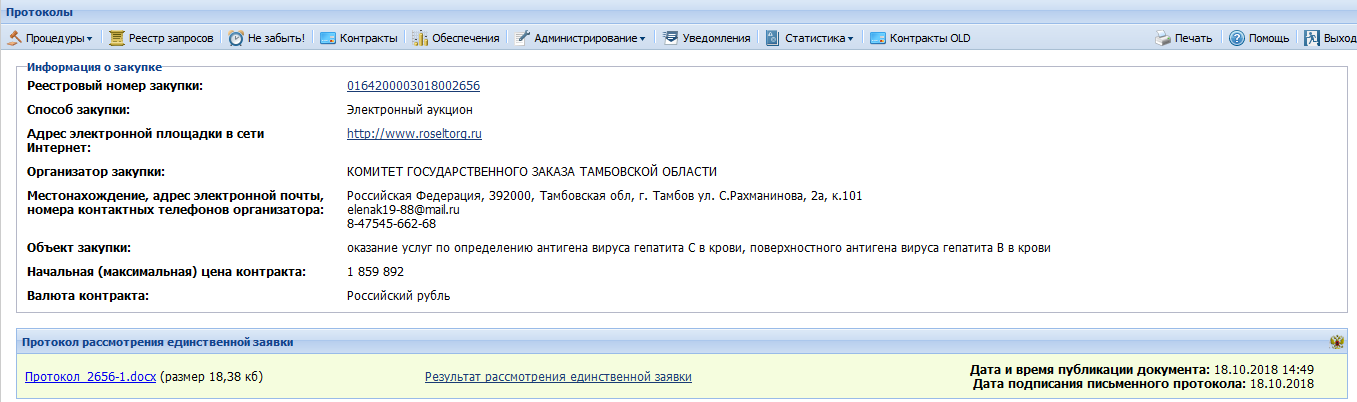 Протоколы
Процедуры Реестр запросов Не забыть! Контракты Обеспечения Администрирование Уведомления Статистика Контракты OLD Печать Помощь Выход
Информация о закупке
Реестровый номер закупки: 0164200003018002656
Способ закупки: Электронный аукцион
Адрес электронной площадки в сети http://www.roseltorg.ru
Интернет:
Организатор закупки: КОМИТЕТ ГОСУДАРСТВЕННОГО ЗАКАЗА ТАМБОВСКОЙ ОБЛАСТИ
Местонахождение, адрес электронной почты, Российская Федерация, 392000, Тамбовская обл, г. Тамбов ул. С.Рахманинова, 2а, к.101
номера контактных телефонов организатора: elenak19-88@mail.ru
8-47545-662-68
Объект закупки: оказание услуг по определению антигена вируса гепатита С в крови, поверхностного антигена вируса гепатита В в крови
Начальная (максимальная) цена контракта: 1 859 892
Валюта контракта: Российский рубль
Протокол рассмотрения единственной заявки
Протокол_2656-1.docx (размер 18,38 кб) Результат рассмотрения единственной заявки Дата и время публикации документа: 18.10.2018 14:49
Дата подписания письменного протокола: 18.10.2018